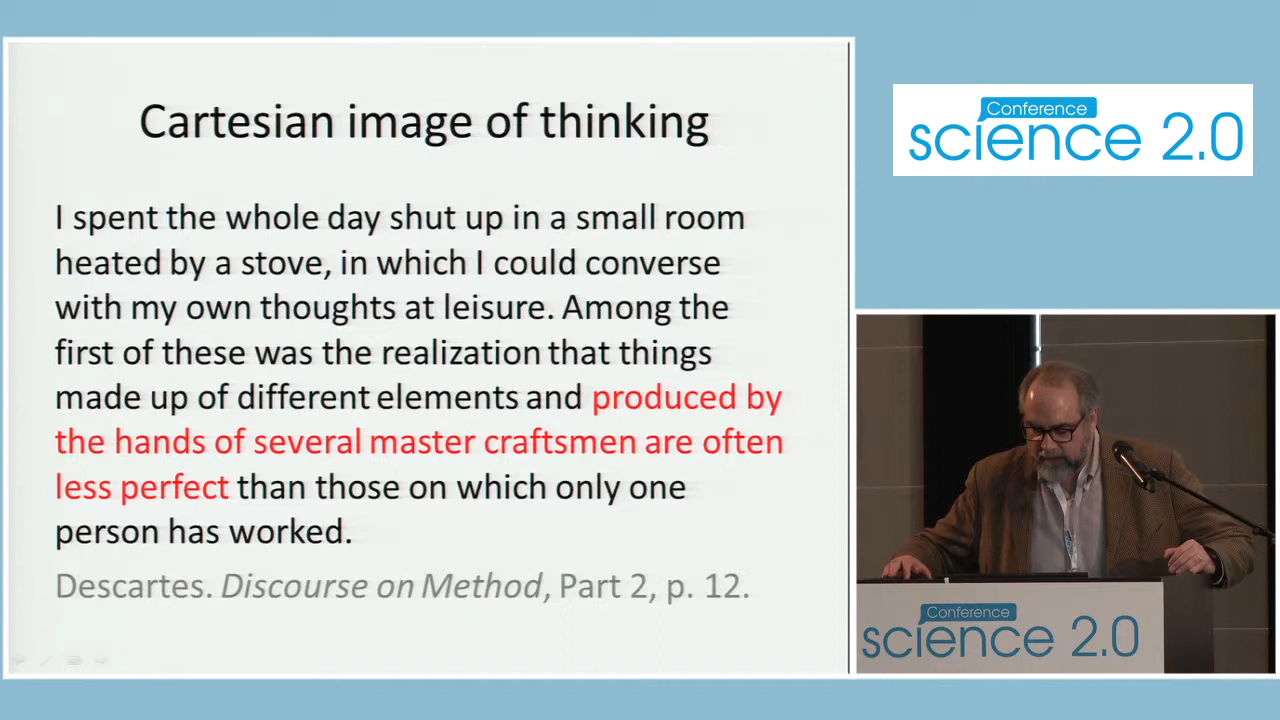 Cartesian image of thinking
I spent the whole day shut up in a small room
heated by a stove, in which I could converse
with my own thoughts at leisure. Among the
first of these was the realization that things
made up of different elements and produced by
the hands of several master craftsmen are often
less perfect than those on which only one
person has worked.
Descartes. Discourse on Method, Part 2, p. 12.
Conference
science 2.0
Conference
science 2.0